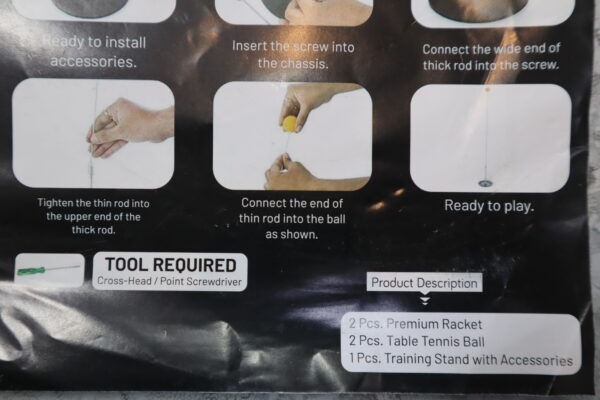 Ready to install
accessories.
Insert the screw into
the chassis.
Connect the wide end of
thick rod into the screw.
Tighten the thin rod into
the upper end of the
thick rod.
Connect the end of
thin rod into the ball
as shown.
Ready to play.
TOOL REQUIRED
Cross-Head / Point Screwdriver
Product Description
2 Pcs. Premium Racket
2 Pcs. Table Tennis Ball
1 Pcs. Training Stand with Accessories